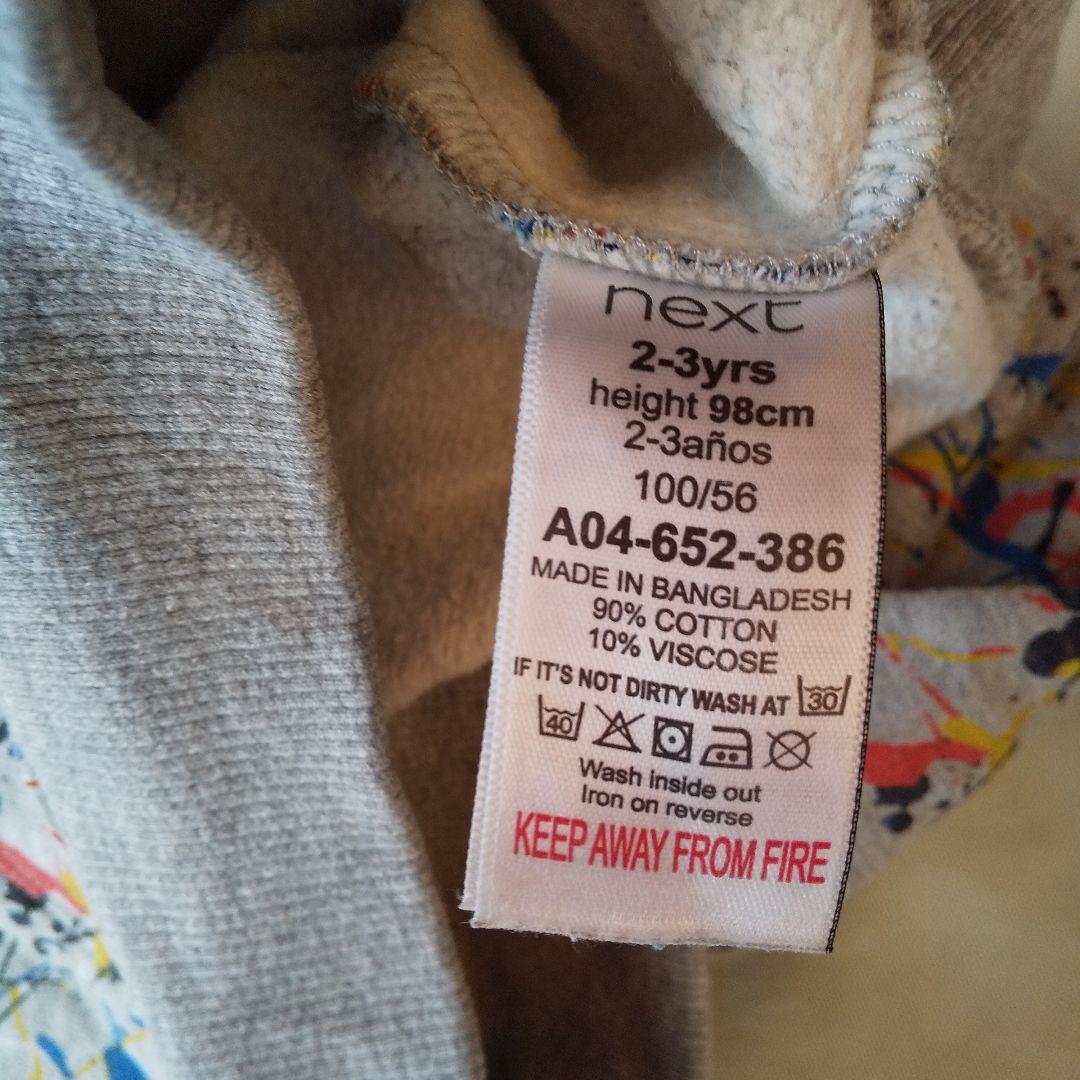 next
2-3yrs
height 98cm
2-3años
100/56
A04-652-386
MADE IN BANGLADESH
90% COTTON
10% VISCOSE
IF IT'S NOT DIRTY WASH AT 30
40
Wash inside out
Iron on reverse
KEEP AWAY FROM FIRE